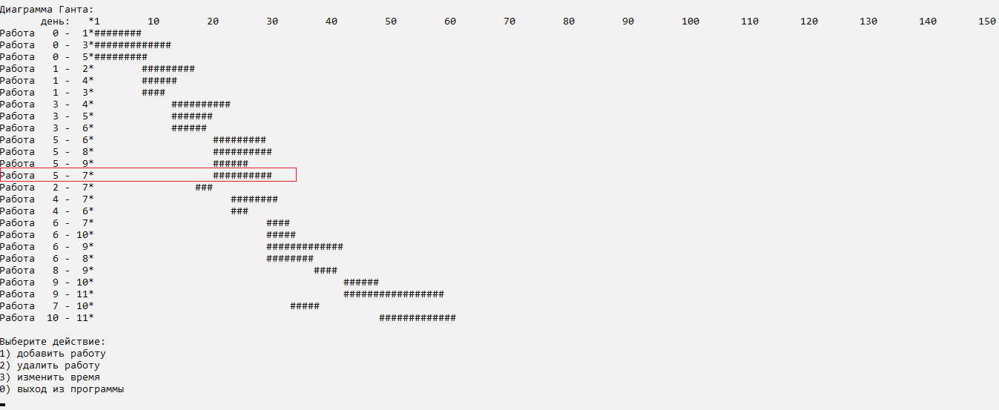 Диаграмма Ганта:
       день:   *1        10        20        30        40        50        60        70        80        90        100       110       120       130       140       150
Работа   0 -  1*########
Работа   0 -  3*#############
Работа   0 -  5*#########
Работа   1 -  2*        #########
Работа   1 -  4*        ######
Работа   1 -  3*        ####
Работа   3 -  4*             ##########
Работа   3 -  5*             #######
Работа   3 -  6*             ######
Работа   5 -  6*                    #########
Работа   5 -  8*                    ##########
Работа   5 -  9*                    ######
Работа   5 -  7*                    ##########
Работа   2 -  7*                 ###
Работа   4 -  7*                       ########
Работа   4 -  6*                       ###
Работа   6 -  7*                             ####
Работа   6 - 10*                             #####
Работа   6 -  9*                             #############
Работа   6 -  8*                             ########
Работа   8 -  9*                                     ####
Работа   9 - 10*                                          ######
Работа   9 - 11*                                          #################
Работа   7 - 10*                                 #####
Работа  10 - 11*                                                #############
Выберите действие:
1) добавить работу
2) удалить работу
3) изменить время
0) выход из программы